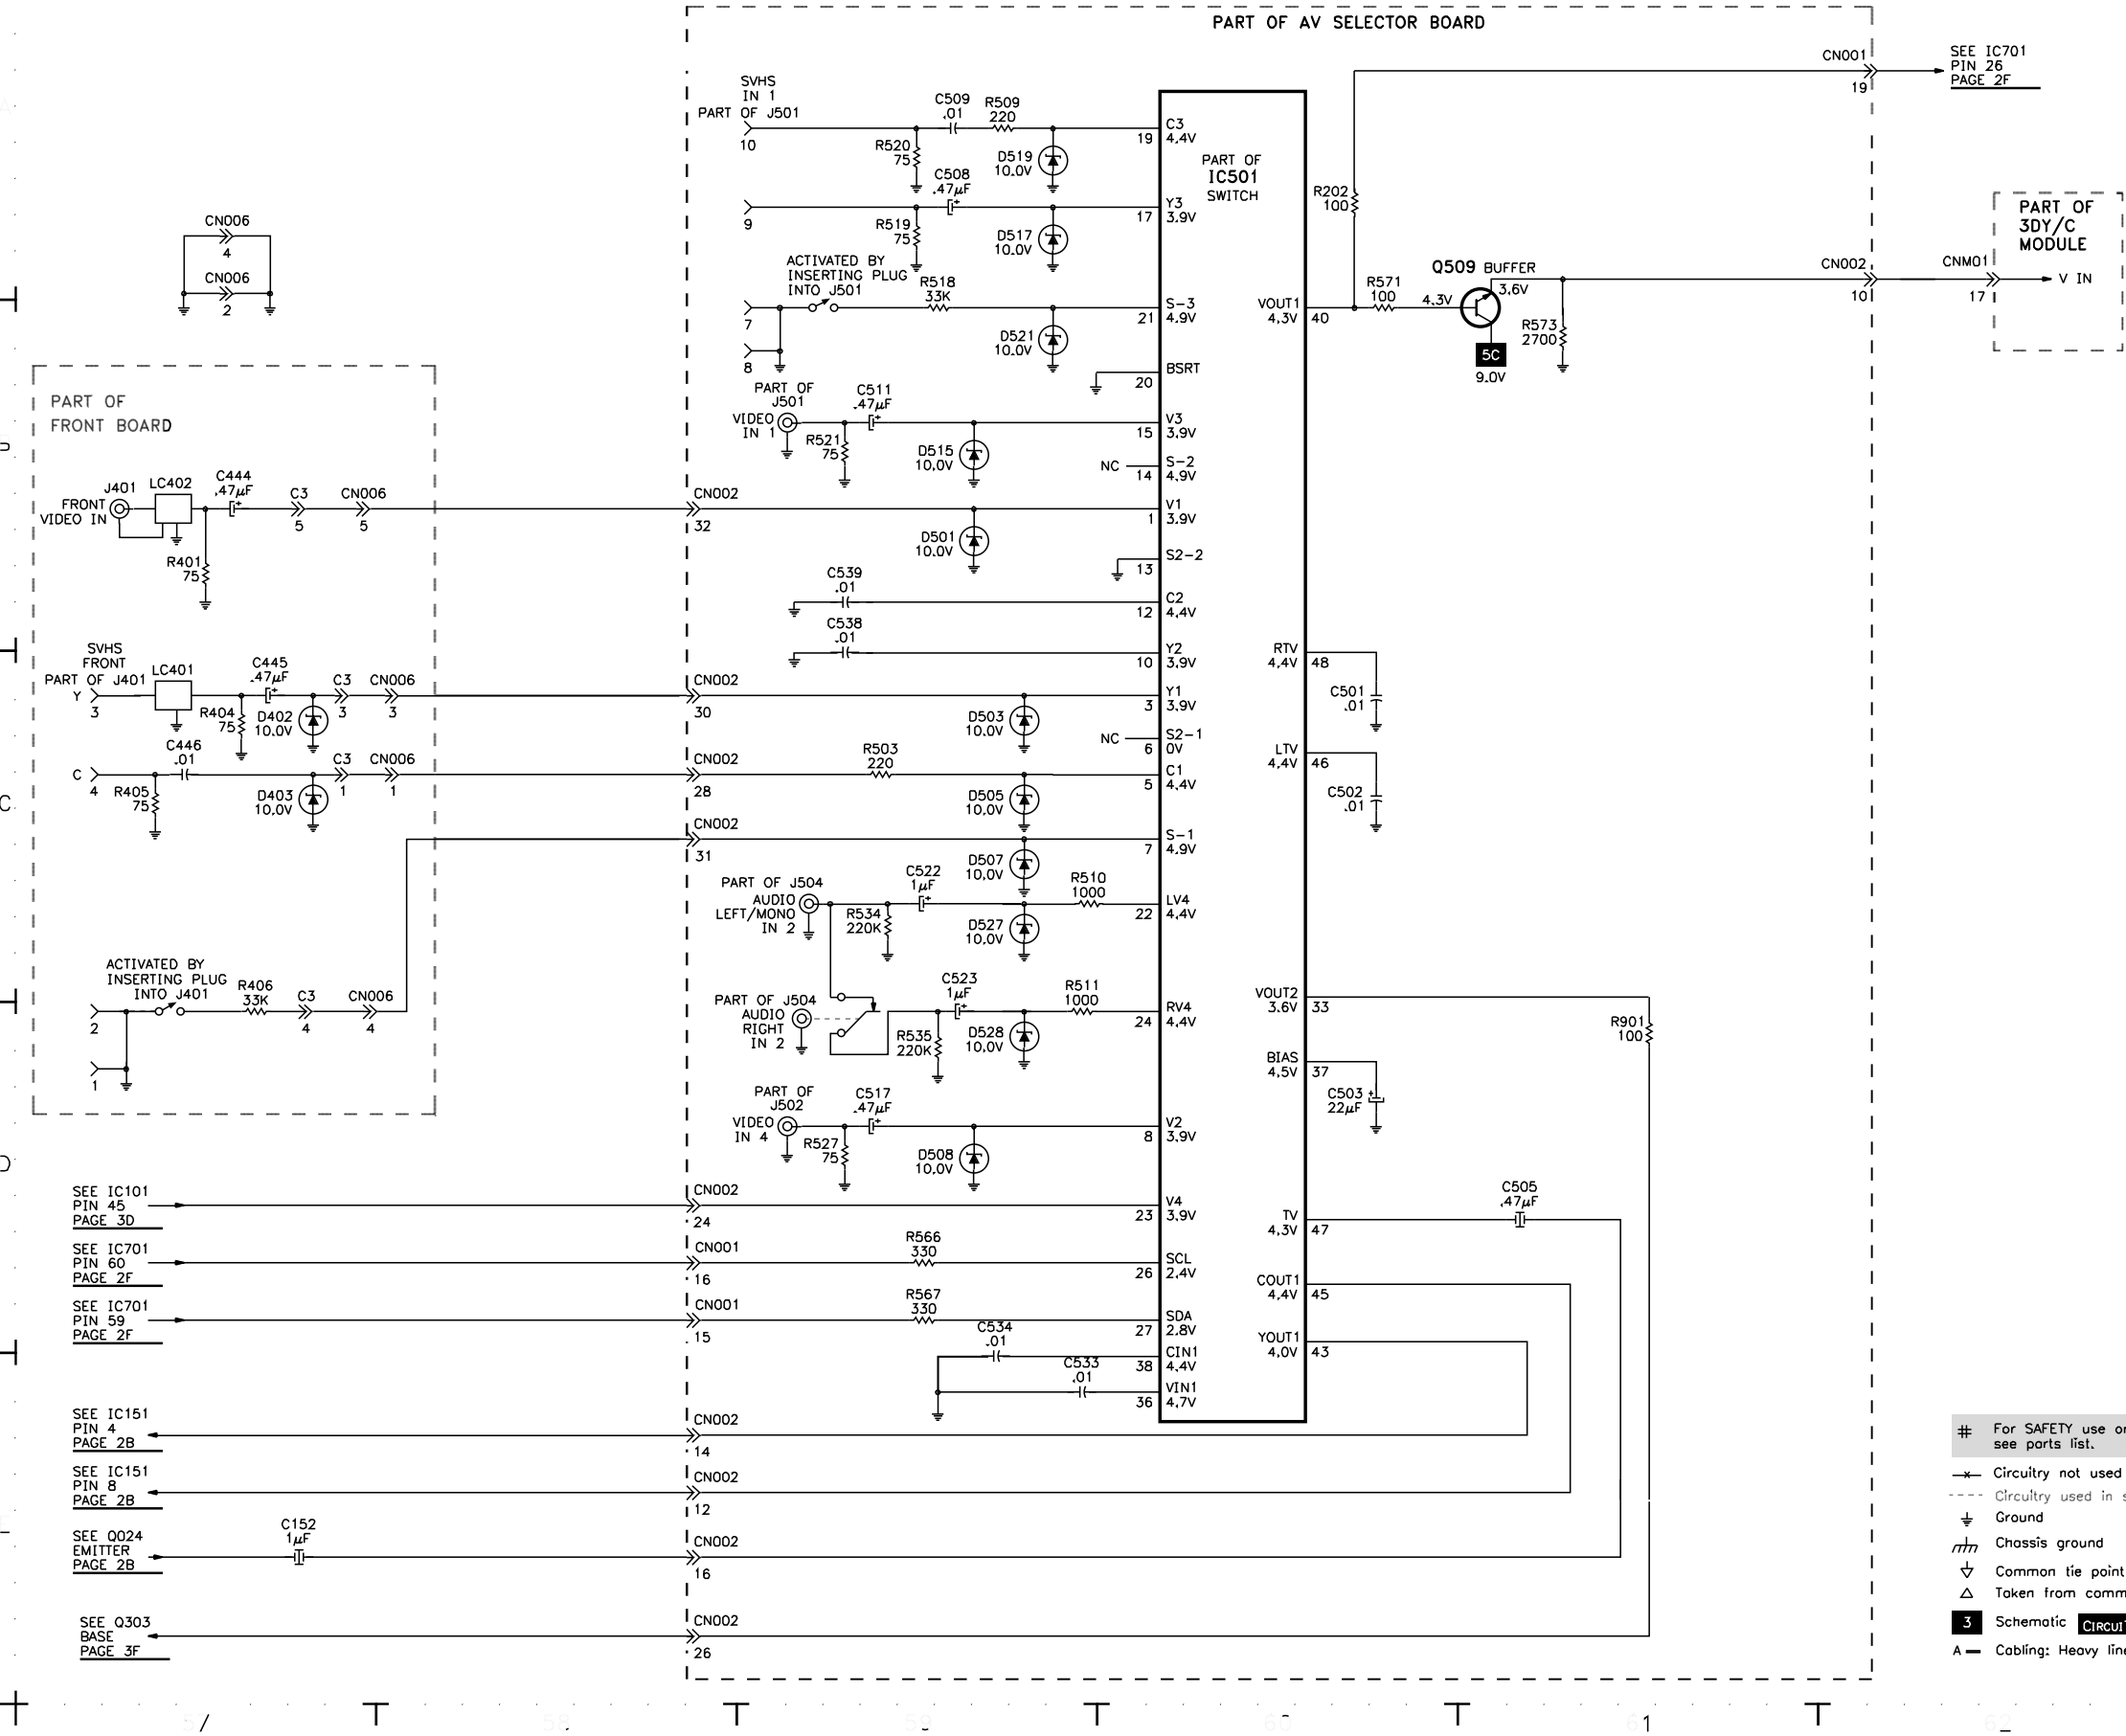 PART OF AV SELECTOR BOARD
CN001
19
SEE IC701
PIN 26
PAGE 2F
SVHS
IN 1
PART OF J501
10
C509
.01
R509
220
R520
75
D519
10.0V
C3
19 4.4V
PART OF
IC501
SWITCH
C508
.47µF
9
R519
75
D517
10.0V
Y3
17 3.9V
R202
100
PART OF
3DY/C
MODULE
CN006
4
CN006
2
ACTIVATED BY
INSERTING PLUG
INTO J501
R518
33K
7
8
D521
10.0V
S-3
21 4.9V
VOUT1
4.3V 40
R571
100
4.3V
Q509 BUFFER
3.6V
5C
9.0V
R573
2700
CN002
10
CNM01
17
V IN
BSRT
20
PART OF
J501
VIDEO
IN 1
C511
.47µF
R521
75
D515
10.0V
V3
15 3.9V
NC
S-2
14 4.9V
PART OF
FRONT BOARD
J401
FRONT
VIDEO IN
LC402
C444
.47µF
C3
5
CN006
5
R401
75
CN002
32
D501
10.0V
V1
1 3.9V
S2-2
13
C539
.01
C2
12 4.4V
C538
.01
Y2
10 3.9V
RTV
4.4V 48
C501
.01
SVHS
FRONT
PART OF J401
Y
3
LC401
C445
.47µF
R404
75
D402
10.0V
C3
3
CN006
3
CN002
30
D503
10.0V
Y1
3 3.9V
NC
S2-1
6 0V
LTV
4.4V 46
C502
.01
C446
.01
C
4
R405
75
D403
10.0V
C3
1
CN006
1
CN002
28
R503
220
D505
10.0V
C1
5 4.4V
CN002
31
D507
10.0V
S-1
7 4.9V
PART OF J504
AUDIO
LEFT/MONO
IN 2
C522
1µF
R534
220K
D527
10.0V
R510
1000
LV4
22 4.4V
ACTIVATED BY
INSERTING PLUG
INTO J401
R406
33K
C3
4
CN006
4
2
1
PART OF J504
AUDIO
RIGHT
IN 2
C523
1µF
R535
220K
D528
10.0V
R511
1000
RV4
24 4.4V
VOUT2
3.6V 33
R901
100
BIAS
4.5V 37
C503
22µF
PART OF
J502
VIDEO
IN 4
C517
.47µF
R527
75
D508
10.0V
V2
8 3.9V
SEE IC101
PIN 45
PAGE 3D
CN002
24
V4
23 3.9V
TV
4.3V 47
C505
.47µF
SEE IC701
PIN 60
PAGE 2F
CN001
16
R566
330
SCL
26 2.4V
COUT1
4.4V 45
SEE IC701
PIN 59
PAGE 2F
CN001
15
R567
330
SDA
27 2.8V
YOUT1
4.0V 43
C534
.01
CIN1
38 4.4V
C533
.01
VIN1
36 4.7V
SEE IC151
PIN 4
PAGE 2B
CN002
14
SEE IC151
PIN 8
PAGE 2B
CN002
12
SEE Q024
EMITTER
PAGE 2B
C152
1µF
CN002
16
SEE Q303
BASE
PAGE 3F
CN002
26
# For SAFETY use
see parts list.
Circuitry not used
Circuitry used in
Ground
Chassis ground
Common tie point
Taken from
3 Schematic
A Cabling: Heavy
C
61